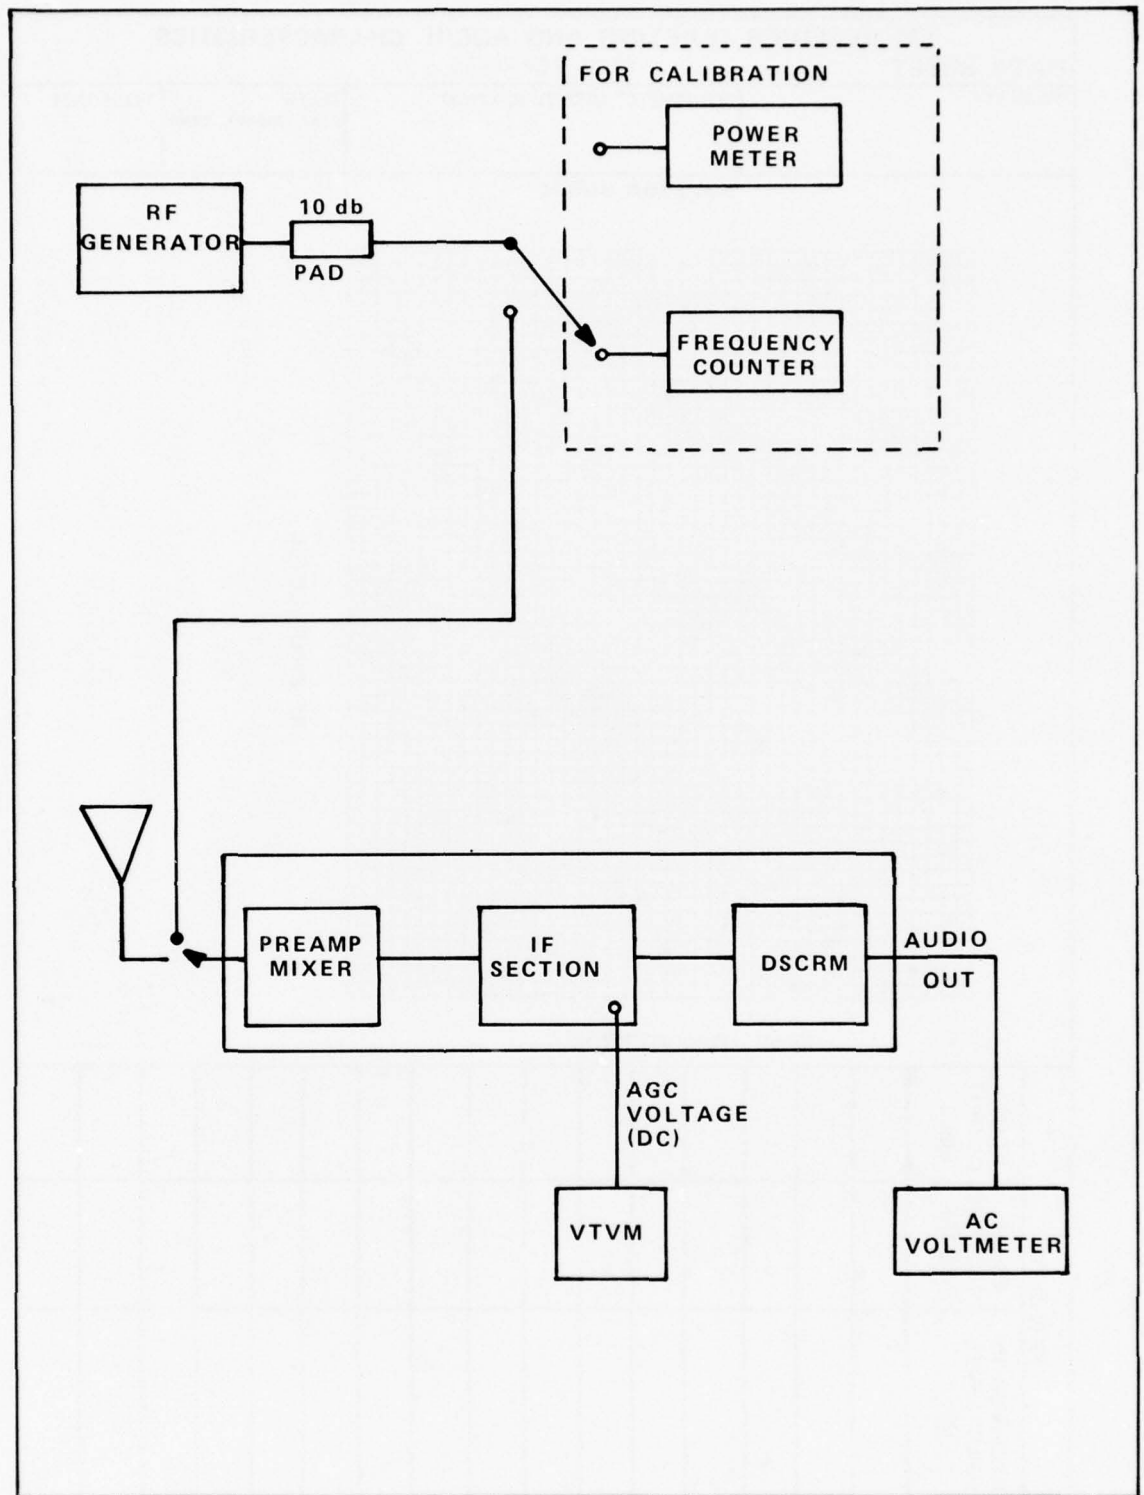 FOR CALIBRATION
POWER
METER
RF
GENERATOR
10 db
PAD
FREQUENCY
COUNTER
PREAMP
MIXER
IF
SECTION
DSCRM
AUDIO
OUT
AGC
VOLTAGE
(DC)
VTVM
AC
VOLTMETER